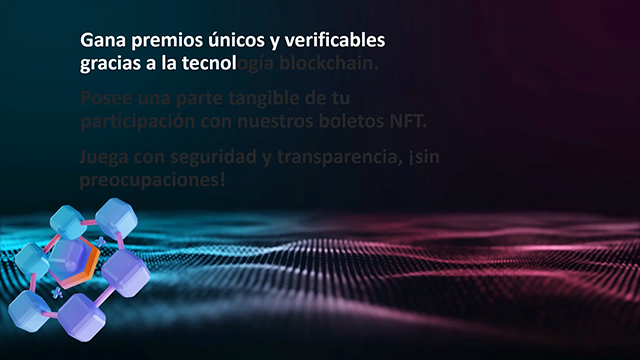 Gana premios únicos y verificables
gracias a la tecnología blockchain.
Posee una parte tangible de tu
participación con nuestros boletos NFT.
Juega con seguridad y transparencia, ¡sin
preocupaciones!